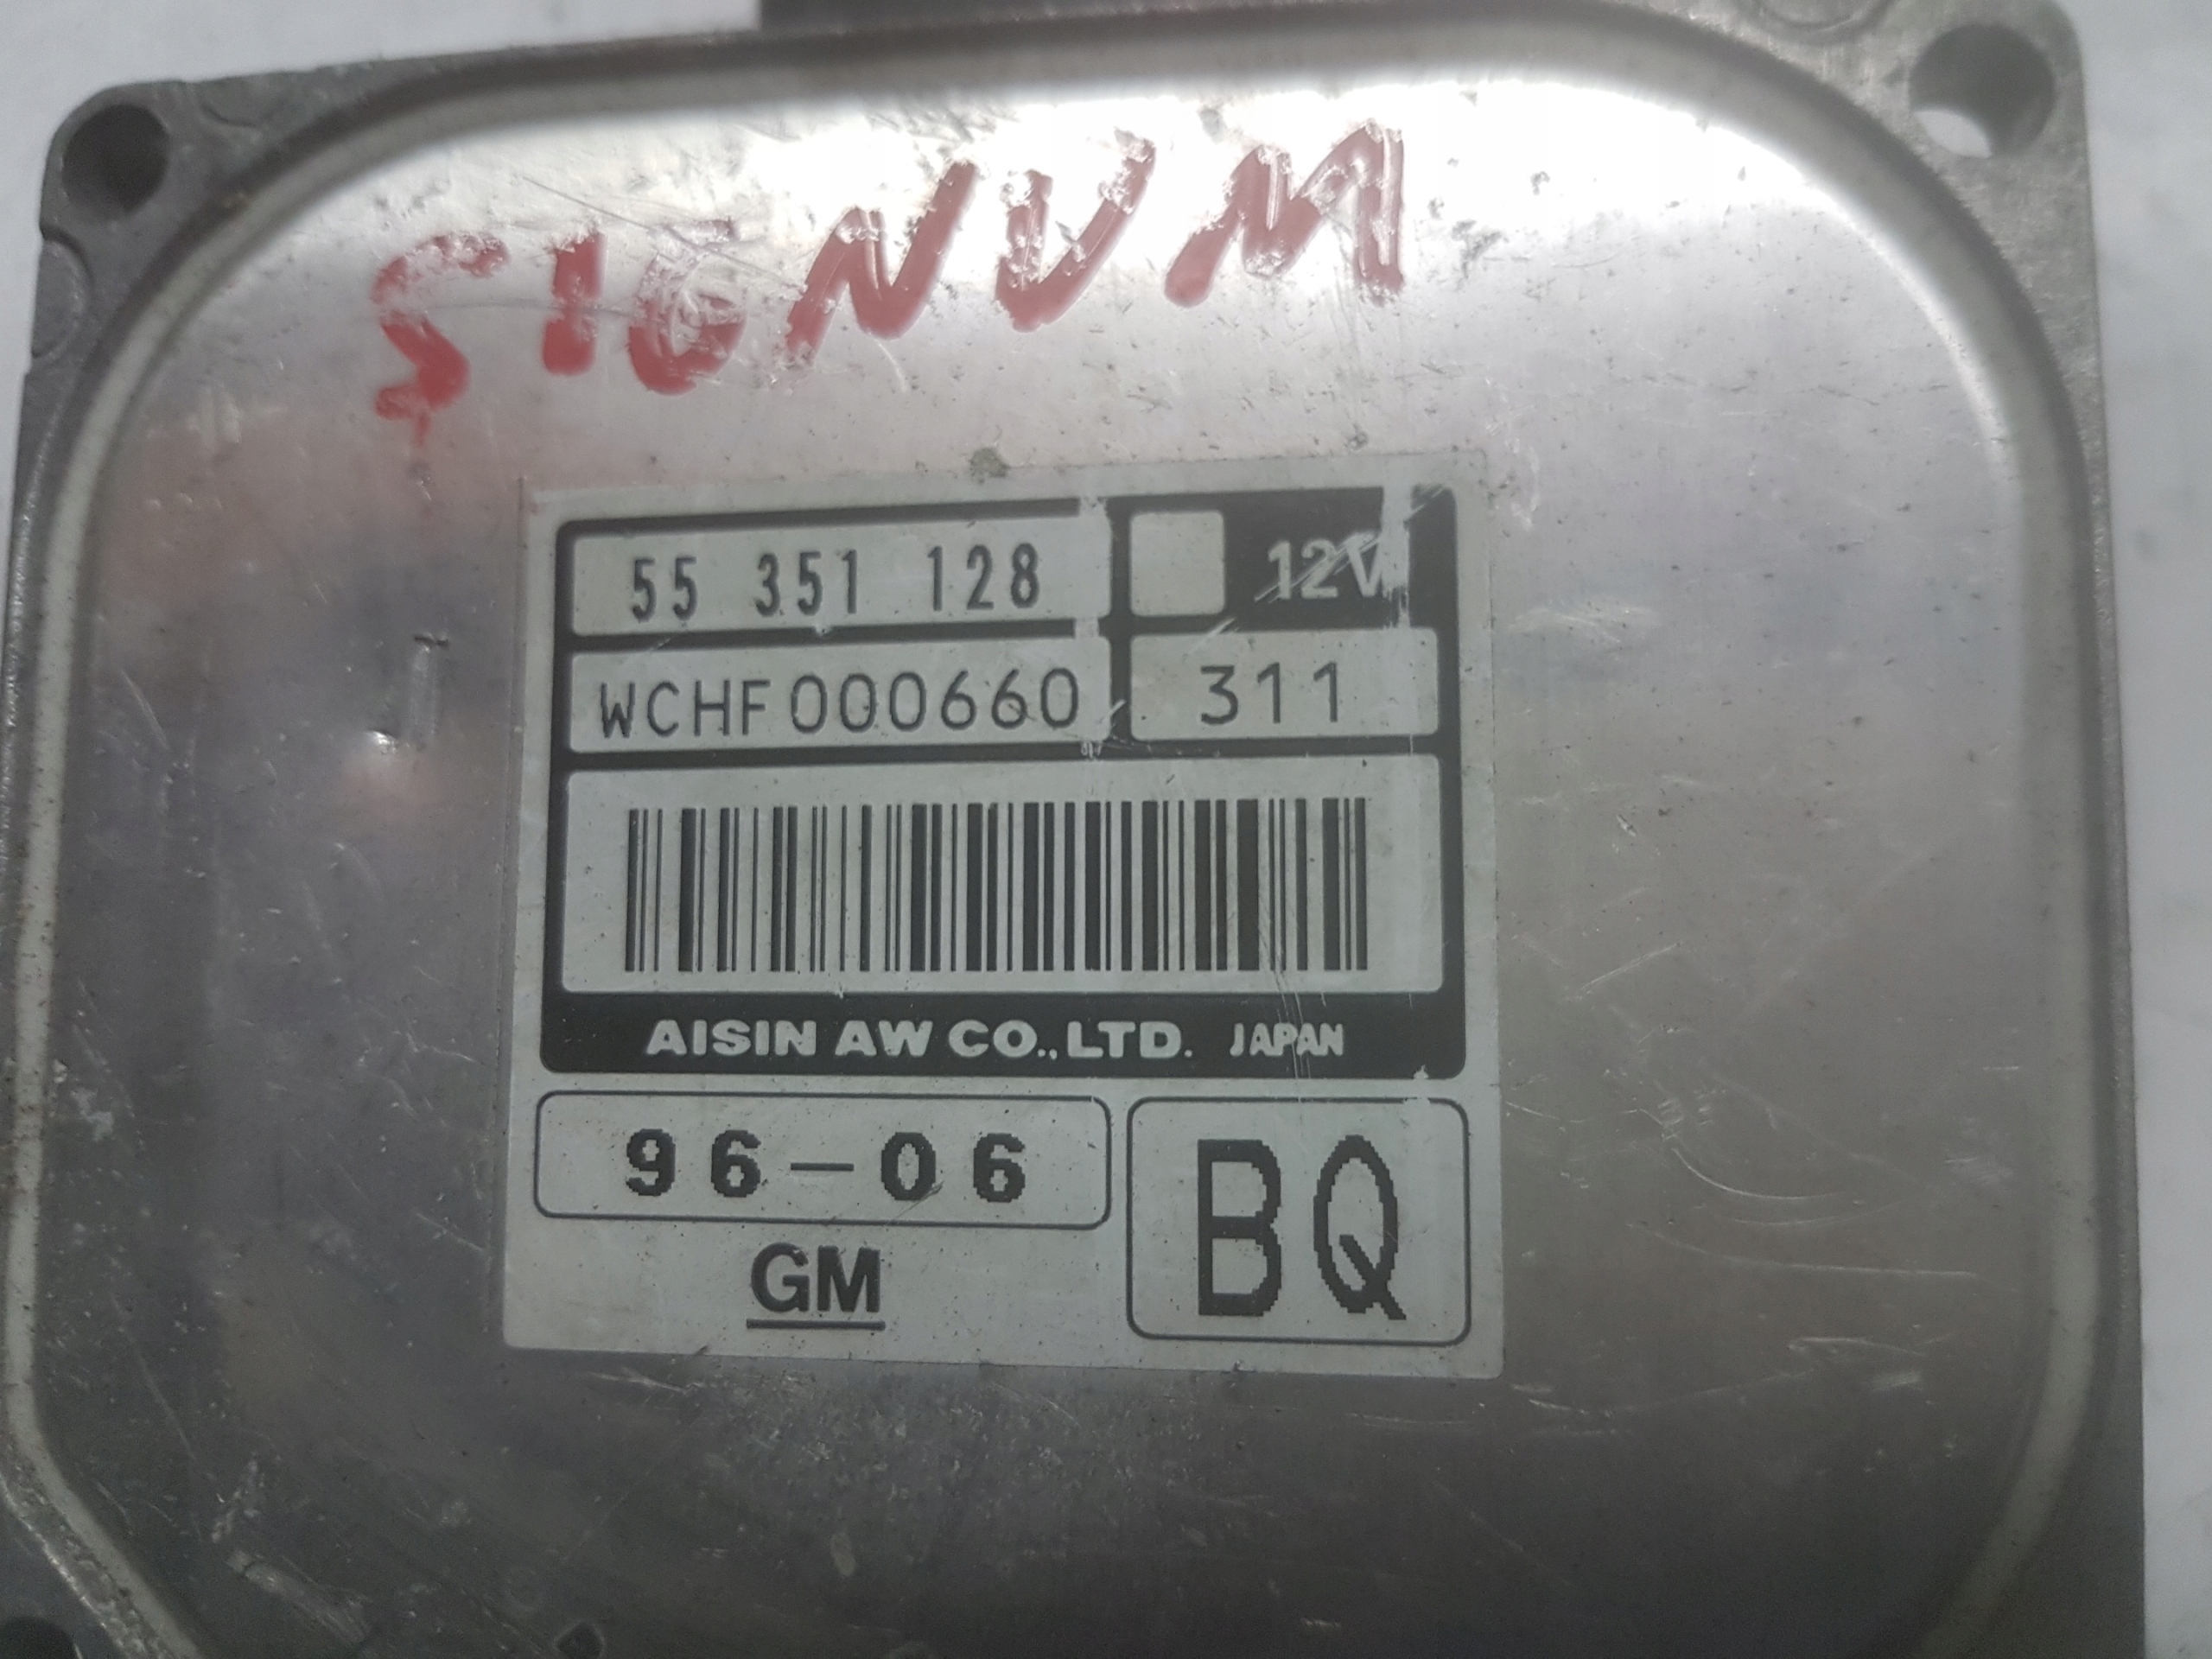 SIGNUM
55 351 128 12V
WCHF000660 311
AISIN AW CO., LTD. JAPAN
96-06
BQ
GM